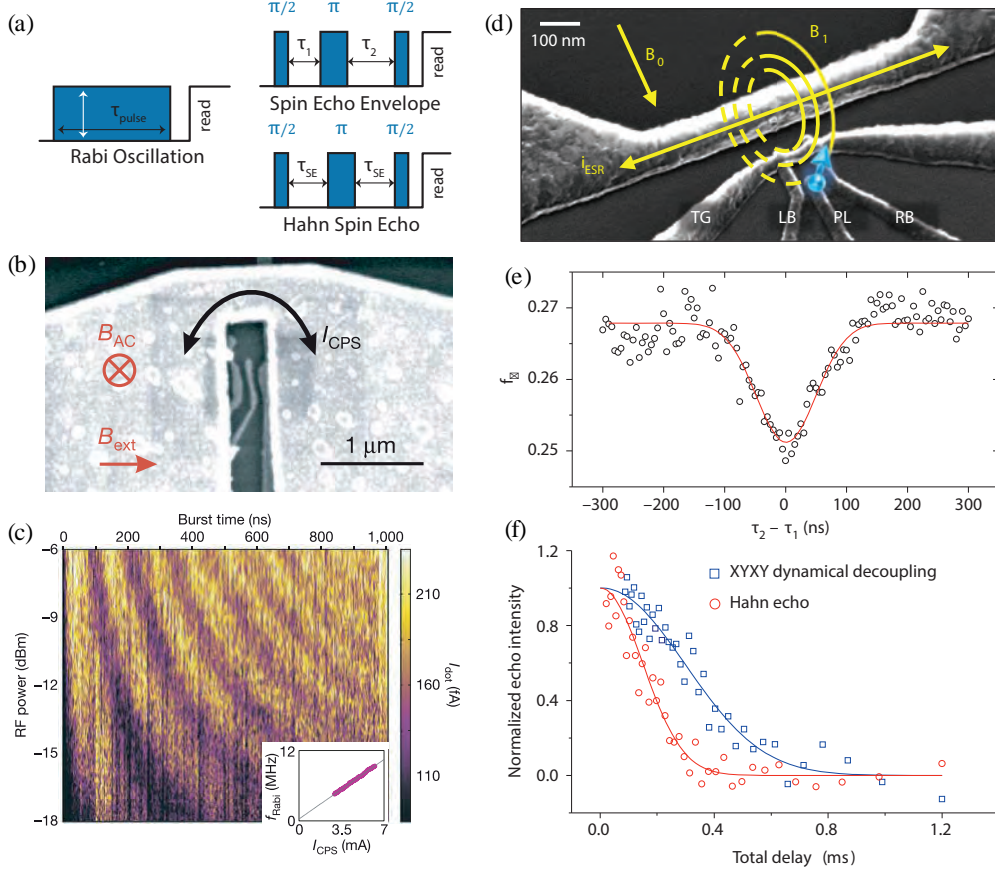 (a)
π/2 π π/2
τ1 τ2
read
Spin Echo Envelope
τpulse
read
Rabi Oscillation
π/2 π π/2
τSE τSE
read
Hahn Spin Echo
(b)
ICPS
BAC
Bext
1 μm
(c)
Burst time (ns)
0 200 400 600 800 1,000
RF power (dBm)
−6
−9
−12
−15
−18
210
160
110
Idot (fA)
12
0
fRabi (MHz)
0 3.5 7
ICPS (mA)
(d)
100 nm
B0
B1
iESR
TG LB PL RB
(e)
0.27
0.26
0.25
f☒
−300 −200 −100 0 100 200 300
τ2 − τ1 (ns)
(f)
1.2
0.8
0.4
0.0
Normalized echo intensity
XYXY dynamical decoupling
Hahn echo
0.0 0.4 0.8 1.2
Total delay (ms)